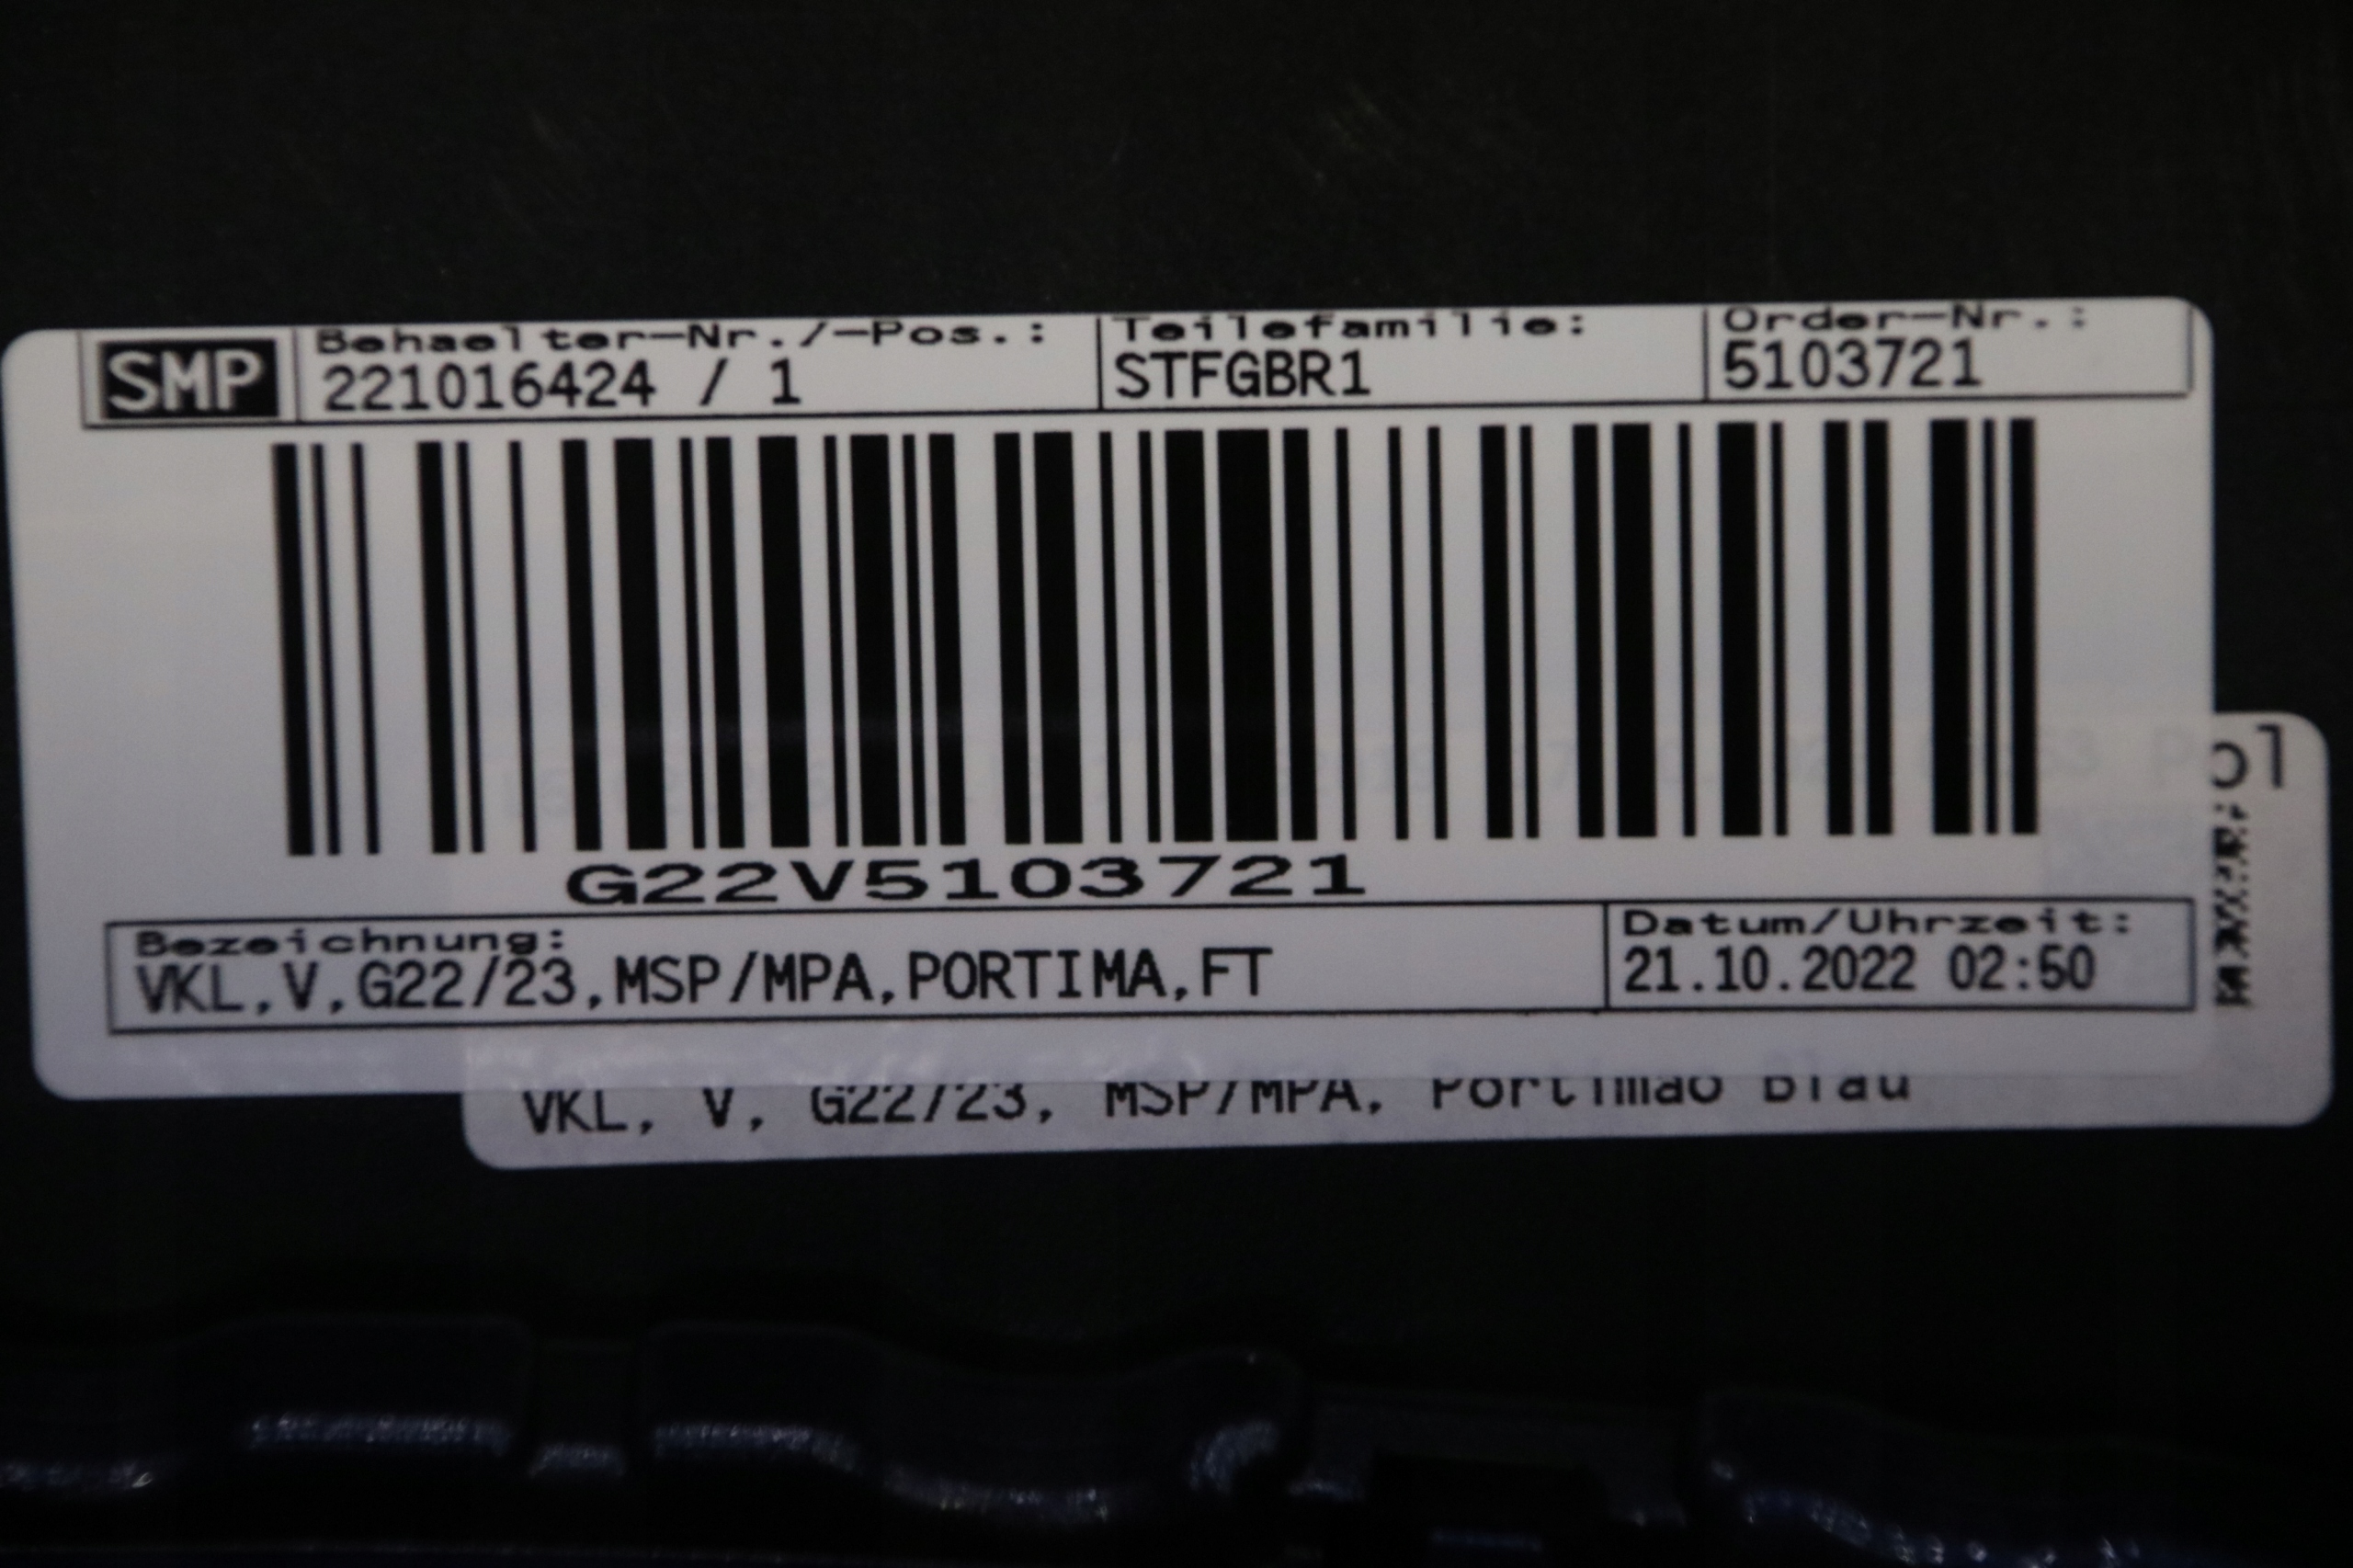 SMP
Behaelter-Nr./-Pos.:
221016424 / 1
Teilefamilie:
STFGBR1
Order-Nr.:
5103721
G22V5103721
Bezeichnung:
VKL,V,G22/23,MSP/MPA,PORTIMA,FT
Datum/Uhrzeit:
21.10.2022 02:50
VKL, V, G22/23, MSP/MPA, Portimao Blau